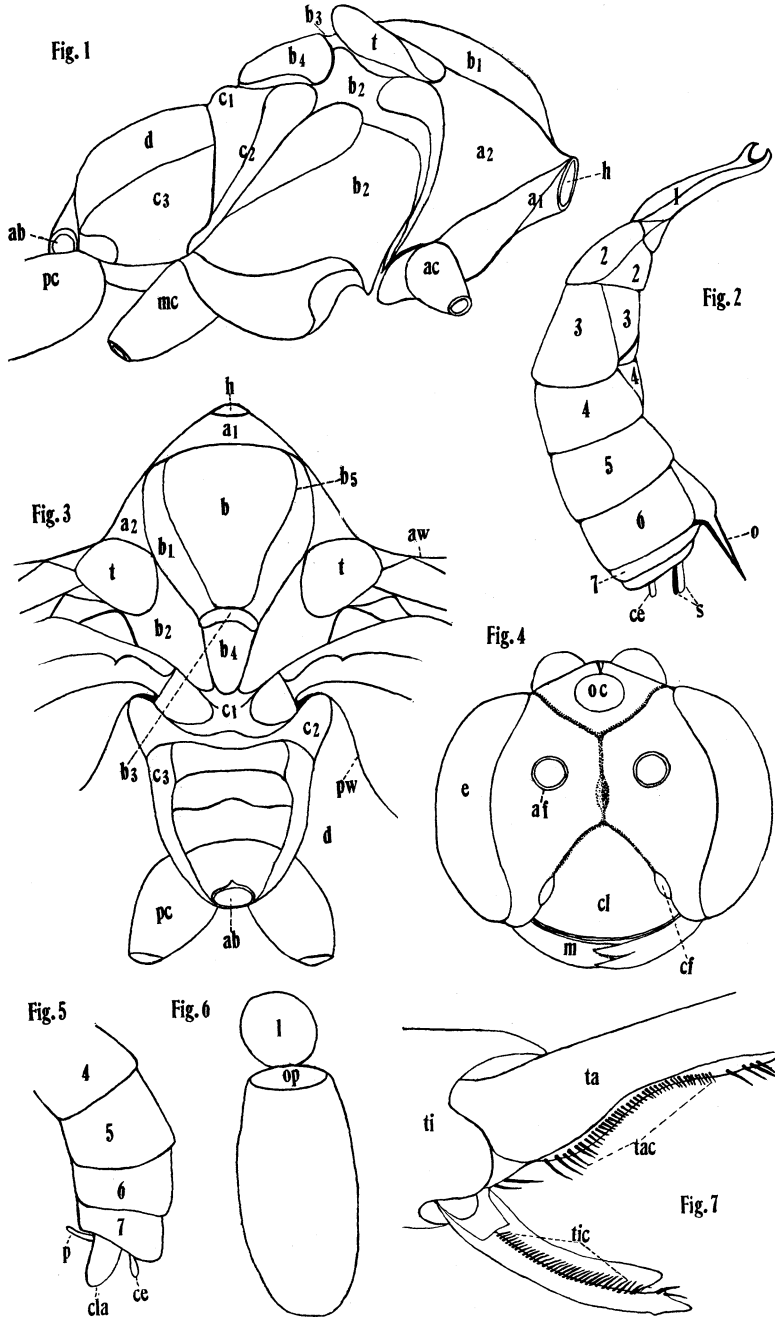 Fig. 1
b3
b4
t
b1
c1
b2
d
c2
a2
b2
h
c3
a1
ab
pc
mc
ac
1
2
2
Fig. 2
3
3
4
4
5
6
7
o
ce
s
h
a1
Fig. 3
b
b5
a2
b1
aw
t
t
b2
b4
c1
c2
b3
c3
pw
d
pc
ab
Fig. 4
oc
e
af
cl
m
cf
Fig. 5
4
5
6
7
p
cla
ce
Fig. 6
l
op
ta
ti
tac
Fig. 7
tic